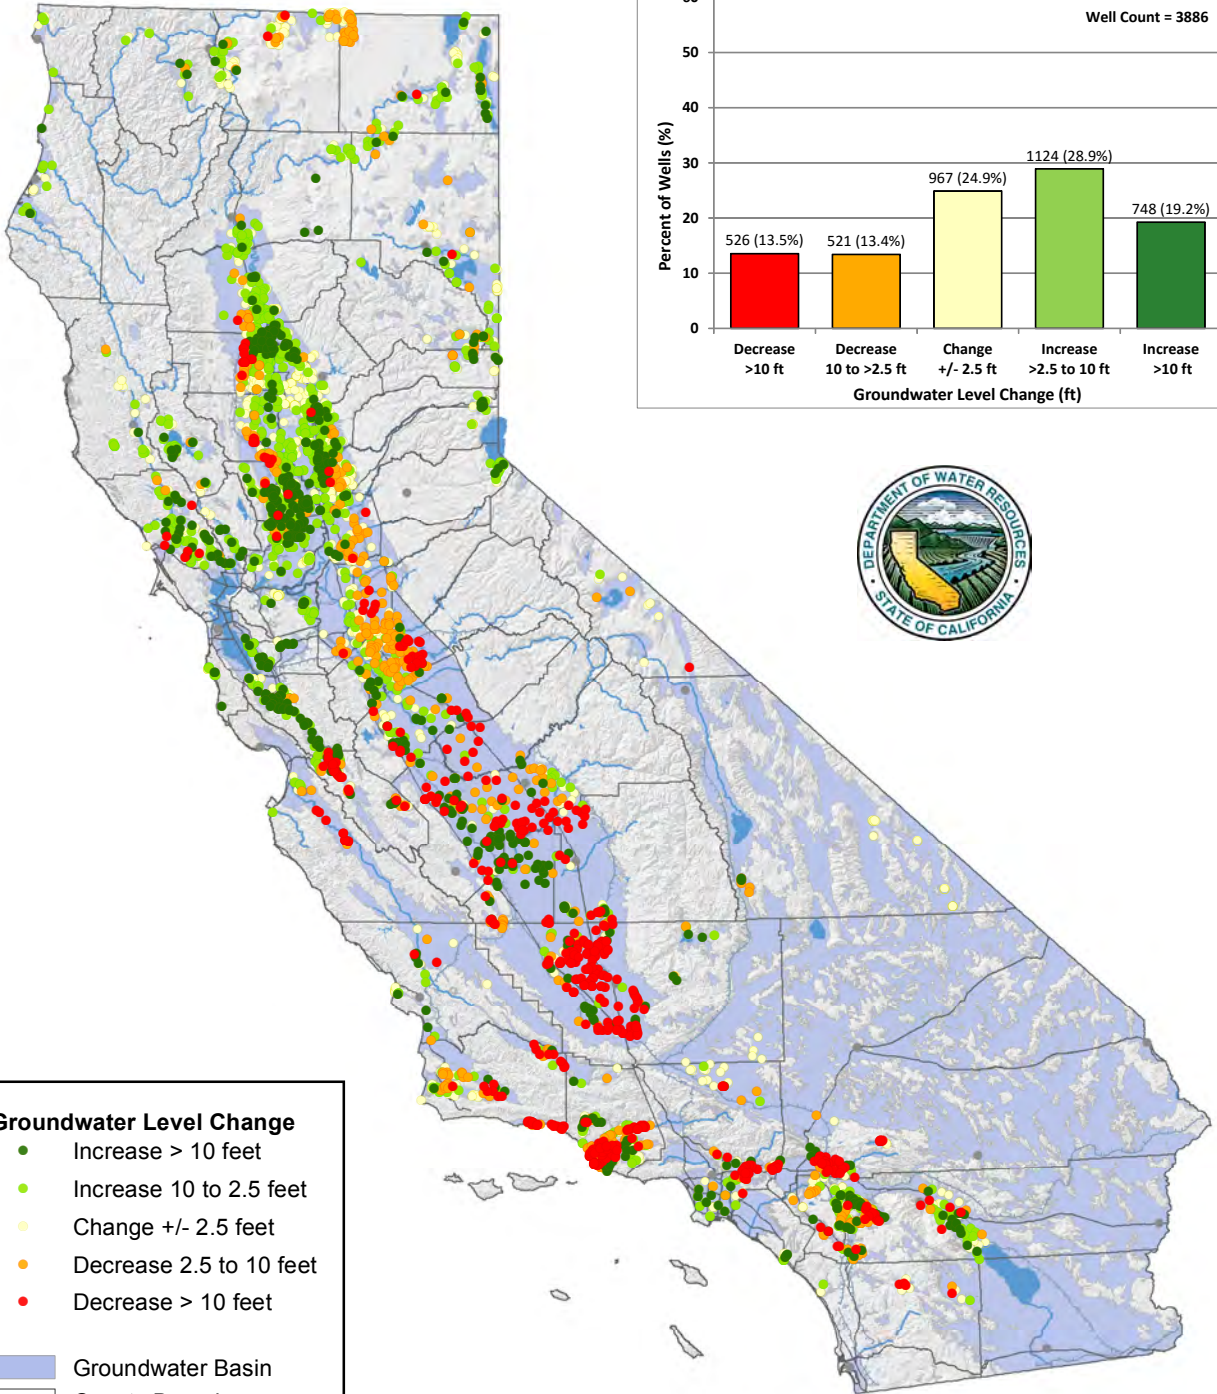 Well Count = 3886
50
40
30
20
10
0
Percent of Wells (%)
526 (13.5%)
521 (13.4%)
967 (24.9%)
1124 (28.9%)
748 (19.2%)
Decrease
>10 ft
Decrease
10 to >2.5 ft
Change
+/- 2.5 ft
Increase
>2.5 to 10 ft
Increase
>10 ft
Groundwater Level Change (ft)
DEPARTMENT OF WATER RESOURCES
STATE OF CALIFORNIA
Groundwater Level Change
Increase > 10 feet
Increase 10 to 2.5 feet
Change +/- 2.5 feet
Decrease 2.5 to 10 feet
Decrease > 10 feet
Groundwater Basin